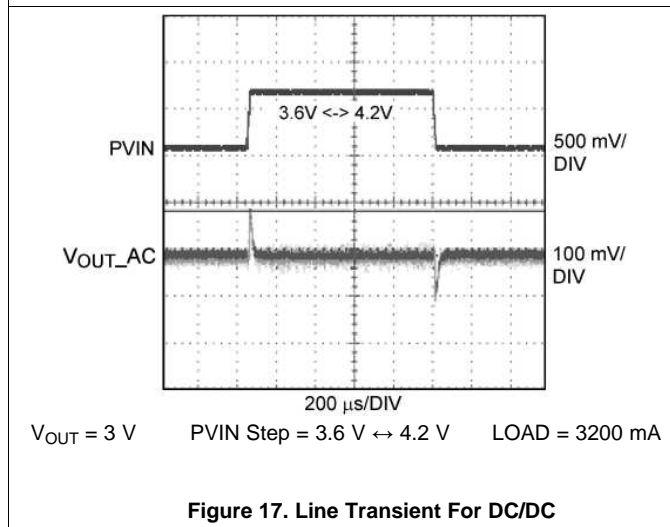 3.6V <-> 4.2V
PVIN
500 mV/
DIV
VOUT_AC
100 mV/
DIV
200 μs/DIV
VOUT = 3 V PVIN Step = 3.6 V ↔ 4.2 V LOAD = 3200 mA
Figure 17. Line Transient For DC/DC